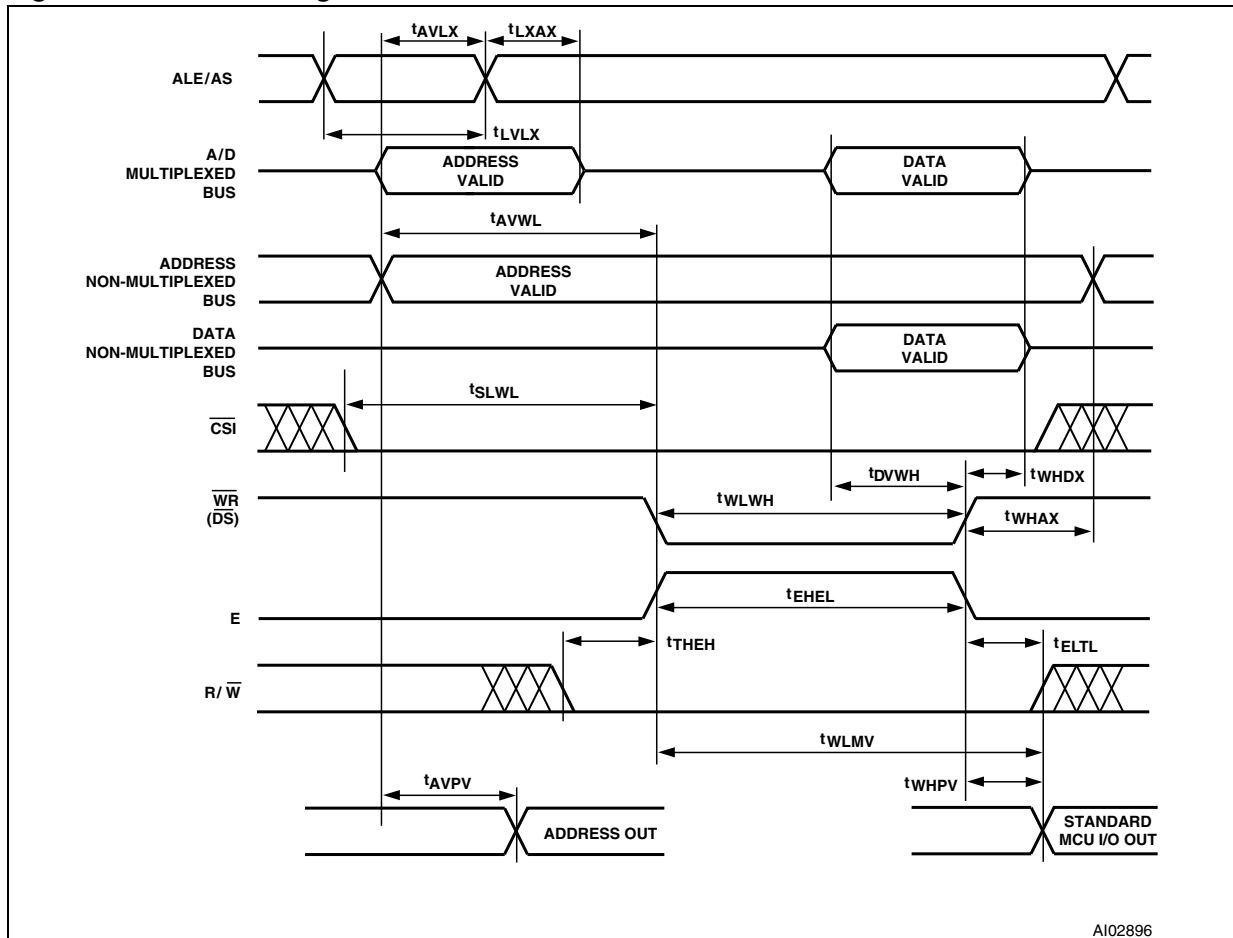 tAVLX
tLXAX
ALE/AS
tLVLX
A/D
MULTIPLEXED
BUS
ADDRESS
VALID
DATA
VALID
tAVWL
ADDRESS
NON-MULTIPLEXED
BUS
ADDRESS
VALID
DATA
NON-MULTIPLEXED
BUS
DATA
VALID
tSLWL
CSI
tDVWH
tWHDX
WR
(DS)
tWLWH
tWHAX
tEHEL
E
tTHEH
tELTL
R/W
tWLMV
tAVPV
tWHPV
ADDRESS OUT
STANDARD
MCU I/O OUT
AI02896